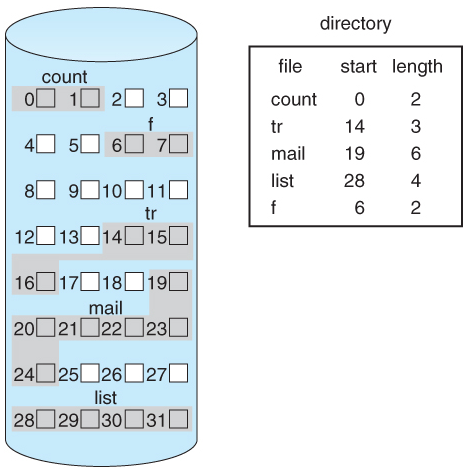 count
0 1 2 3
f
4 5 6 7
8 9 10 11
tr
12 13 14 15
16 17 18 19
mail
20 21 22 23
24 25 26 27
list
28 29 30 31
directory
file start length
count 0 2
tr 14 3
mail 19 6
list 28 4
f 6 2